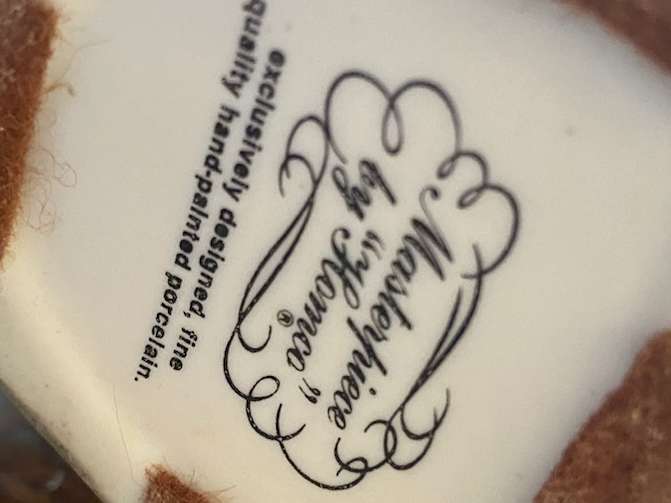 Masterpiece
by "Homco®"
exclusively designed, fine
quality hand-painted porcelain.